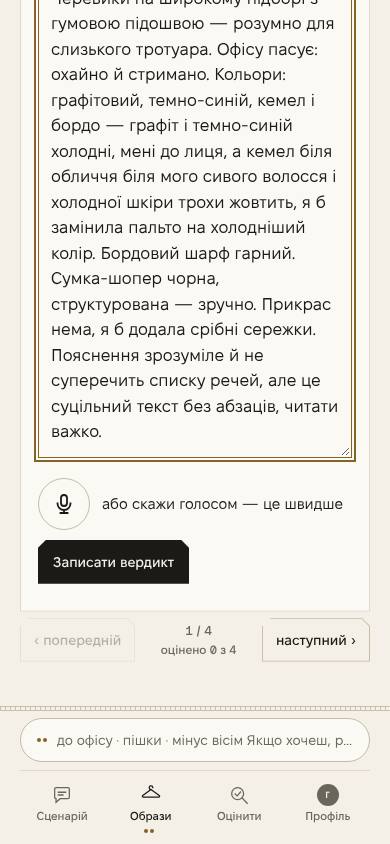 Черевики на широкому підборі з
гумовою підошвою — розумно для
слизького тротуара. Офісу пасує:
охайно й стримано. Кольори:
графітовий, темно-синій, кемел і
бордо — графіт і темно-синій
холодні, мені до лиця, а кемел біля
обличчя біля мого сивого волосся і
холодної шкіри трохи жовтить, я б
замінила пальто на холодніший
колір. Бордовий шарф гарний.
Сумка-шопер чорна,
структурована — зручно. Прикрас
нема, я б додала срібні сережки.
Пояснення зрозуміле й не
суперечить списку речей, але це
суцільний текст без абзаців, читати
важко.
або скажи голосом — це швидше
Записати вердикт
‹ попередній
1 / 4
оцінено 0 з 4
наступний ›
до офісу · пішки · мінус вісім Якщо хочеш, р...
Сценарій
Образи
Оцінити
Г
Профіль